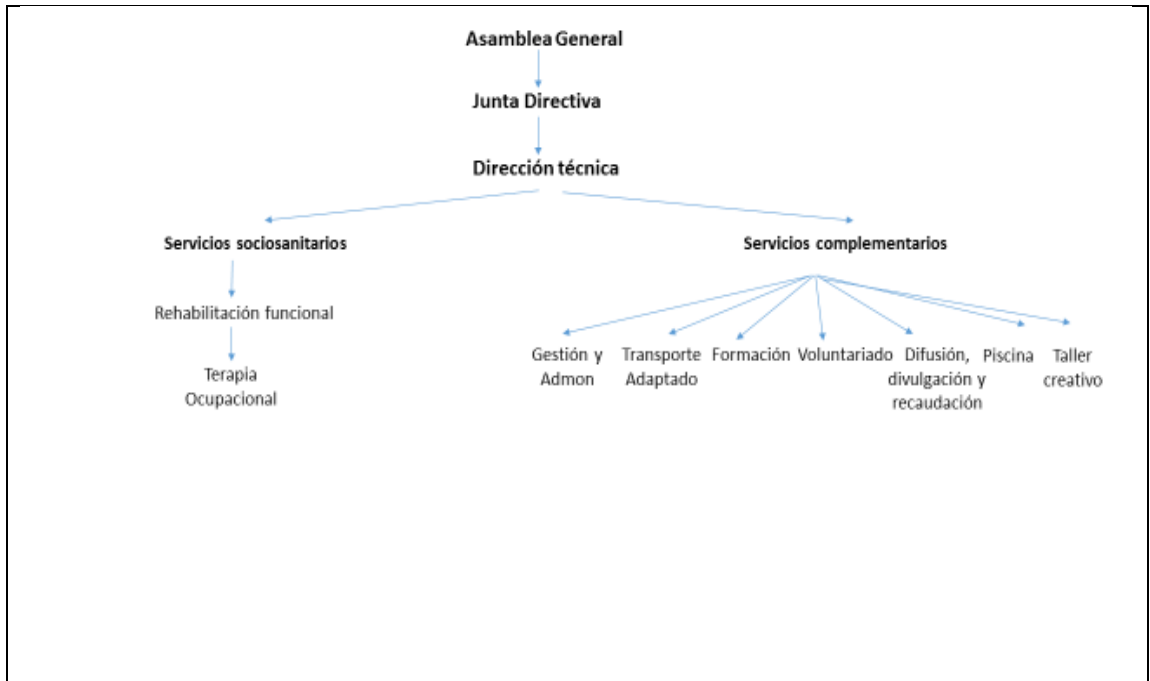 Asamblea General
Junta Directiva
Dirección técnica
Servicios sociosanitarios
Servicios complementarios
Rehabilitación funcional
Terapia
Ocupacional
Gestión y
Admon
Transporte
Adaptado
Formación
Voluntariado
Difusión,
divulgación y
recaudación
Piscina
Taller
creativo